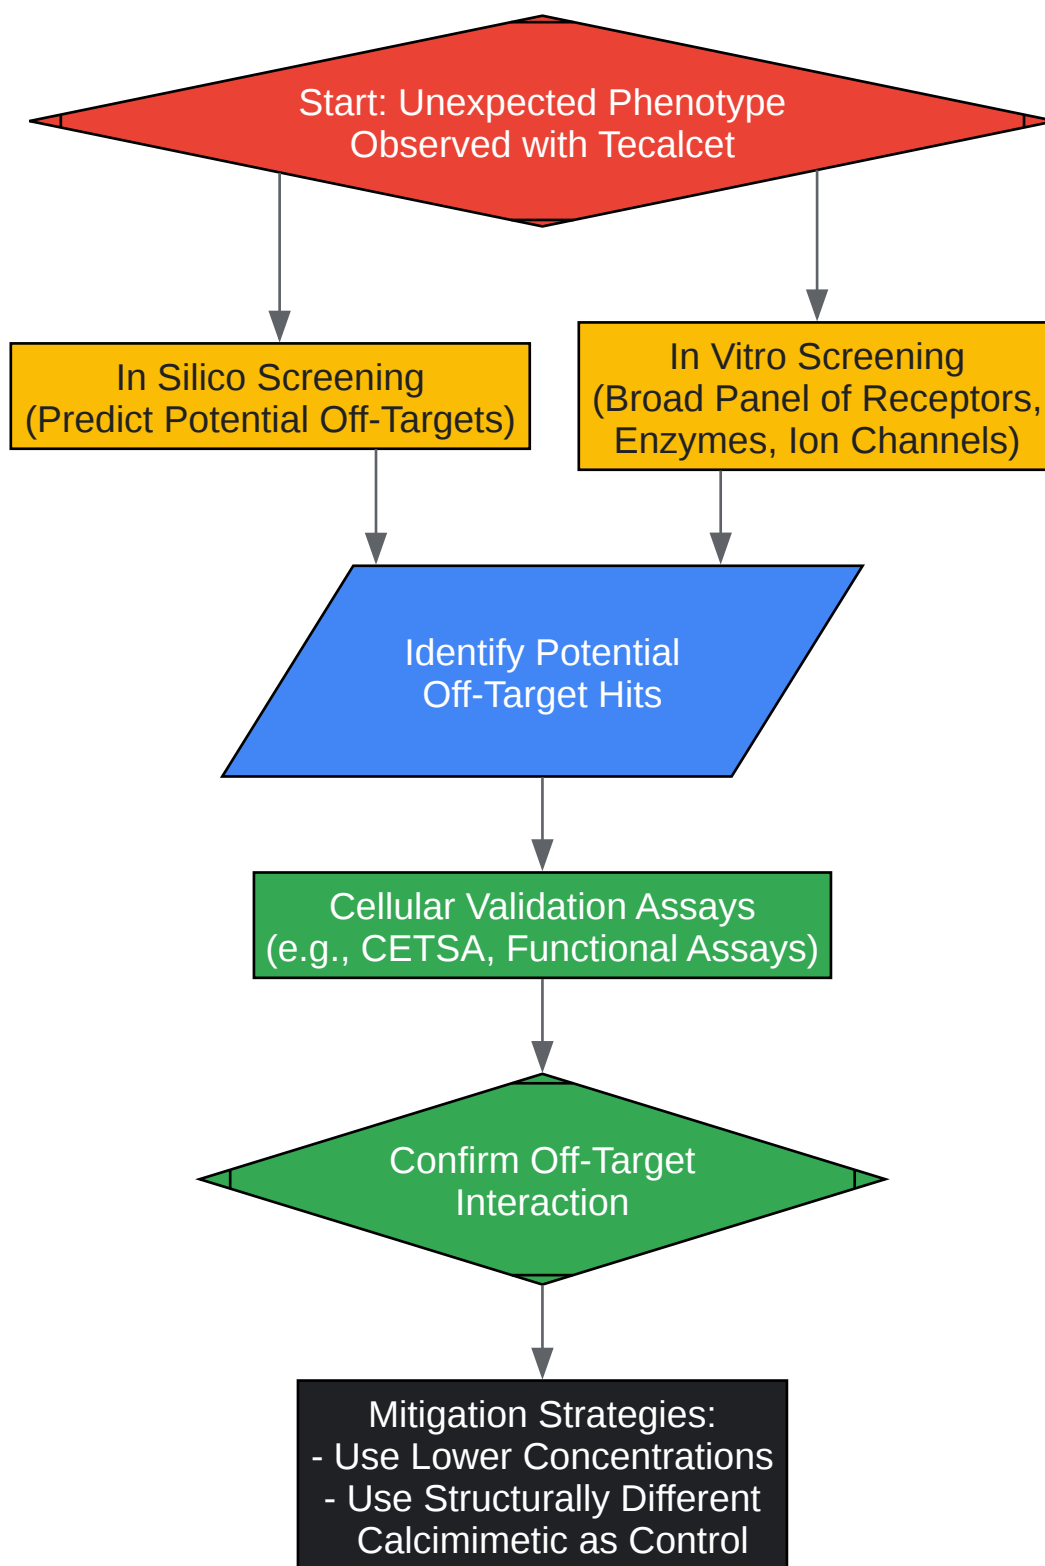 Start: Unexpected Phenotype
Observed with Tecalcet
In Silico Screening
(Predict Potential Off-Targets)
In Vitro Screening
(Broad Panel of Receptors,
Enzymes, Ion Channels)
Identify Potential
Off-Target Hits
Cellular Validation Assays
(e.g., CETSA, Functional Assays)
Confirm Off-Target
Interaction
Mitigation Strategies:
- Use Lower Concentrations
- Use Structurally Different
Calcimimetic as Control